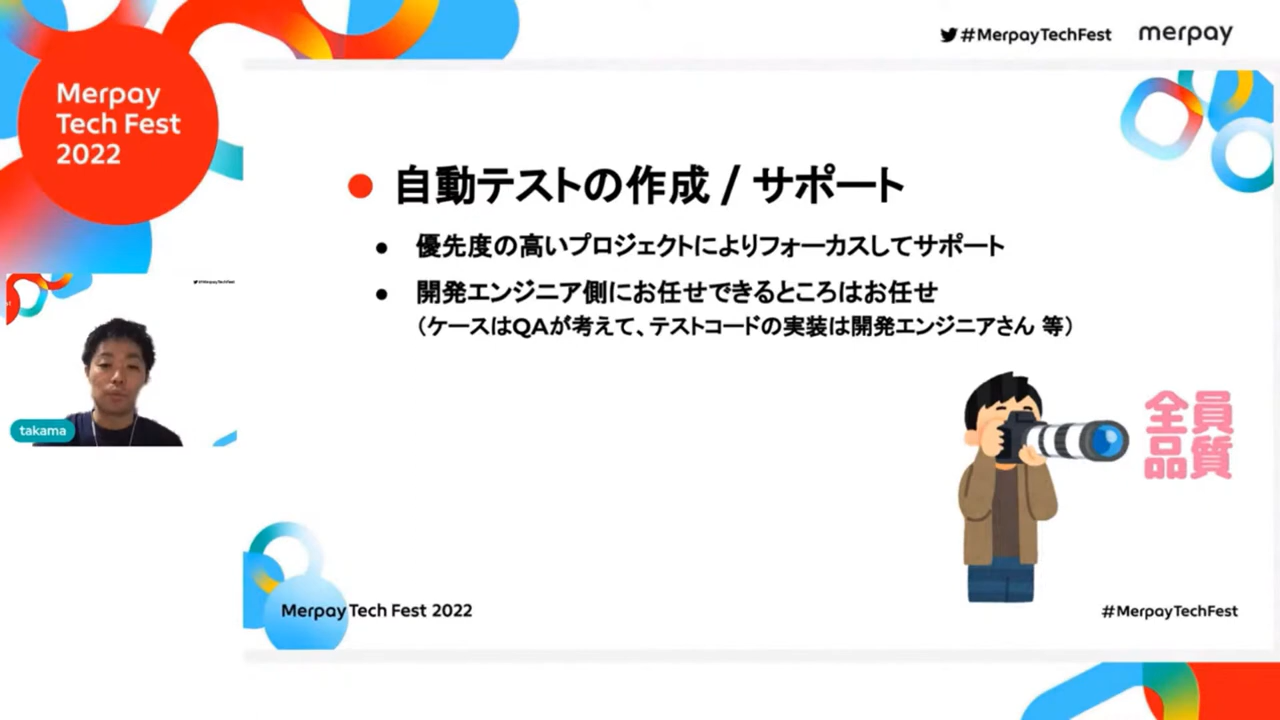 #MerpayTechFest merpay
Merpay
Tech Fest
2022
自動テストの作成 / サポート
優先度の高いプロジェクトによりフォーカスしてサポート
開発エンジニア側にお任せできるところはお任せ
（ケースはQAが考えて、テストコードの実装は開発エンジニアさん 等）
#MerpayTechFest
takama
全員
品質
Merpay Tech Fest 2022
#MerpayTechFest